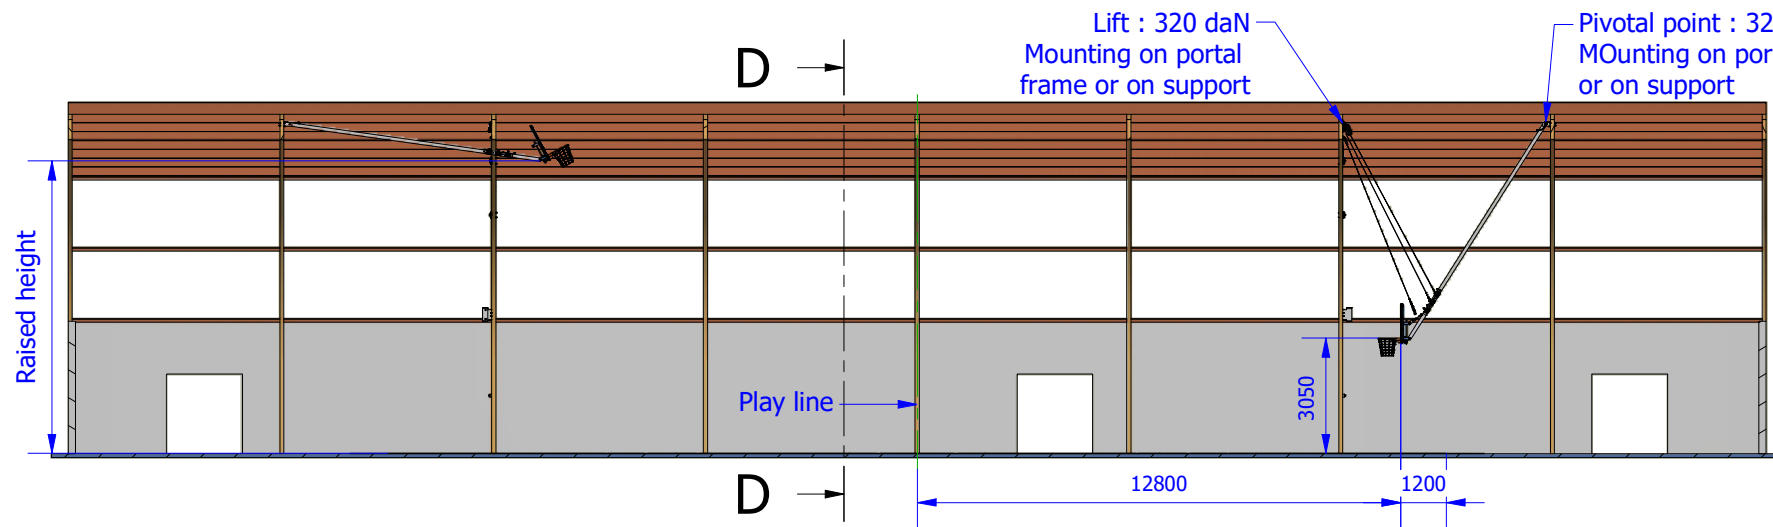 Lift : 320 daN
Mounting on portal
frame or on support
Pivotal point : 32
MOunting on por
or on support
D
Raised height
Play line
3050
D
12800
1200